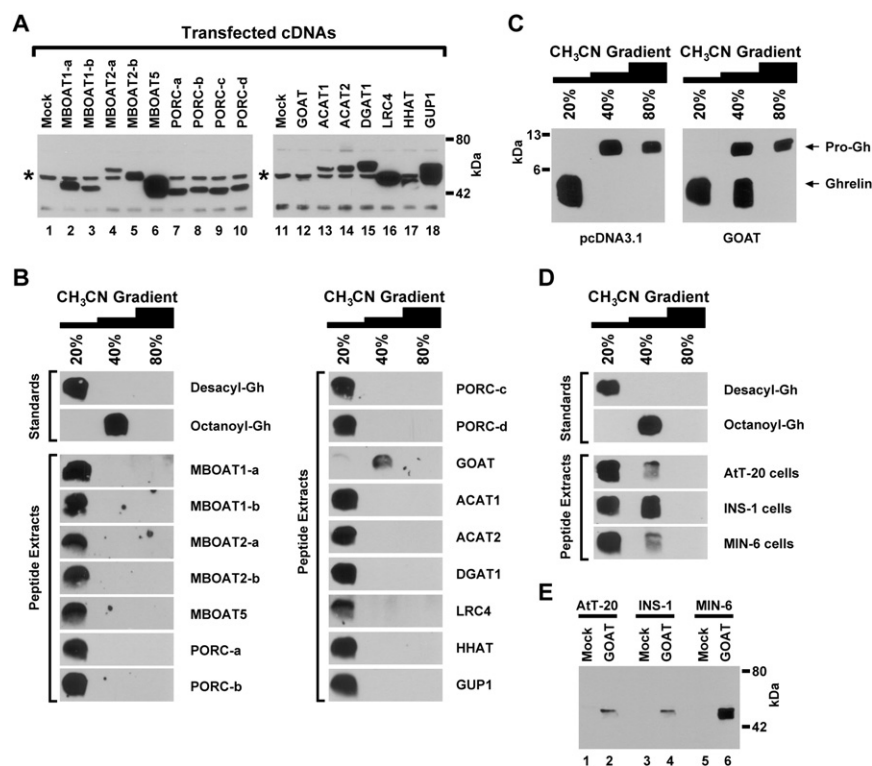 A
Transfected cDNAs
Mock
MBOAT1-a
MBOAT1-b
MBOAT2-a
MBOAT2-b
MBOAT5
PORC-a
PORC-b
PORC-c
PORC-d
Mock
GOAT
ACAT1
ACAT2
DGAT1
LRC4
HHAT
GUP1
*
*
80
kDa
42
1 2 3 4 5 6 7 8 9 10
11 12 13 14 15 16 17 18
B
CH3CN Gradient
20% 40% 80%
Standards
Desacyl-Gh
Octanoyl-Gh
Peptide Extracts
MBOAT1-a
MBOAT1-b
MBOAT2-a
MBOAT2-b
MBOAT5
PORC-a
PORC-b
CH3CN Gradient
20% 40% 80%
Peptide Extracts
PORC-c
PORC-d
GOAT
ACAT1
ACAT2
DGAT1
LRC4
HHAT
GUP1
C
CH3CN Gradient
20% 40% 80%
CH3CN Gradient
20% 40% 80%
kDa
13
6
Pro-Gh
Ghrelin
pcDNA3.1
GOAT
D
CH3CN Gradient
20% 40% 80%
Standards
Desacyl-Gh
Octanoyl-Gh
Peptide Extracts
AtT-20 cells
INS-1 cells
MIN-6 cells
E
AtT-20 INS-1 MIN-6
Mock GOAT Mock GOAT Mock GOAT
80
kDa
42
1 2 3 4 5 6